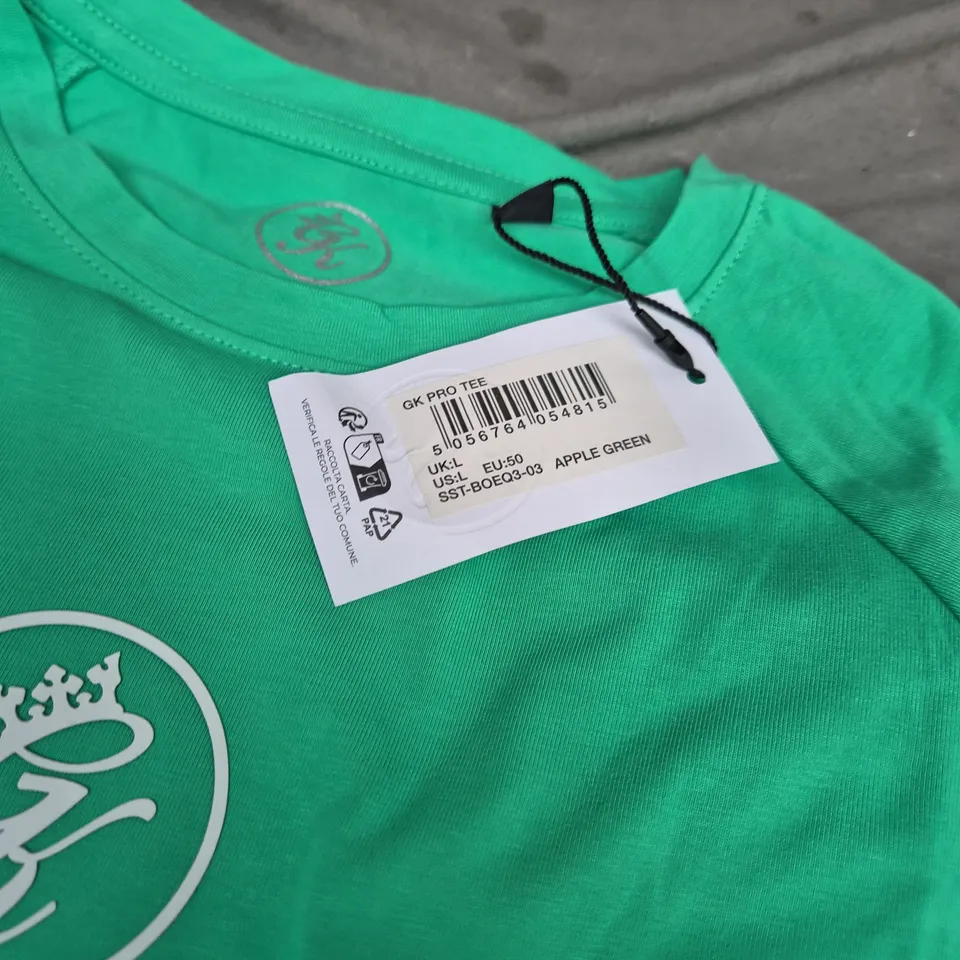 GK
GK PRO TEE
5 056764 054815
UK:L EU:50
US:L
SST-BOEQ3-03 APPLE GREEN
VERIFICA LE REGOLE DEL TUO COMUNE.
RACCOLTA CARTA.
21
PAP